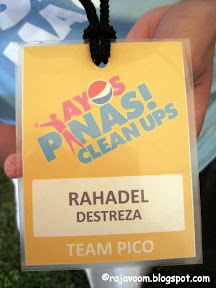 AYOS
PINAS!
CLEAN UPS
RAHADEL
DESTREZA
TEAM PICO
©rajavoom.blogspot.com